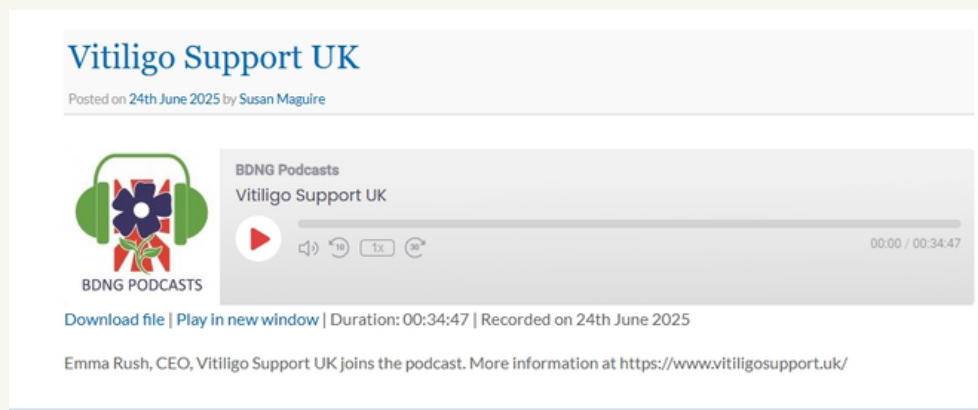 Vitiligo Support UK
Posted on 24th June 2025 by Susan Maguire
BDNG Podcasts
Vitiligo Support UK
10 1x 30
00:00 / 00:34:47
BDNG PODCASTS
Download file | Play in new window | Duration: 00:34:47 | Recorded on 24th June 2025
Emma Rush, CEO, Vitiligo Support UK joins the podcast. More information at https://www.vitiligosupport.uk/